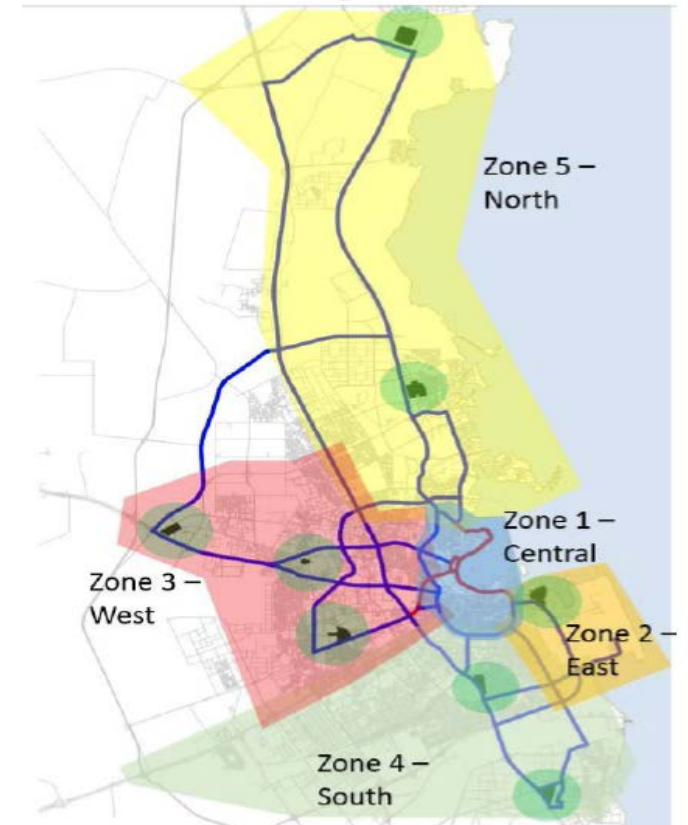 Zone 5 –
North
Zone 1 –
Central
Zone 3 –
West
Zone 2 –
East
Zone 4 –
South